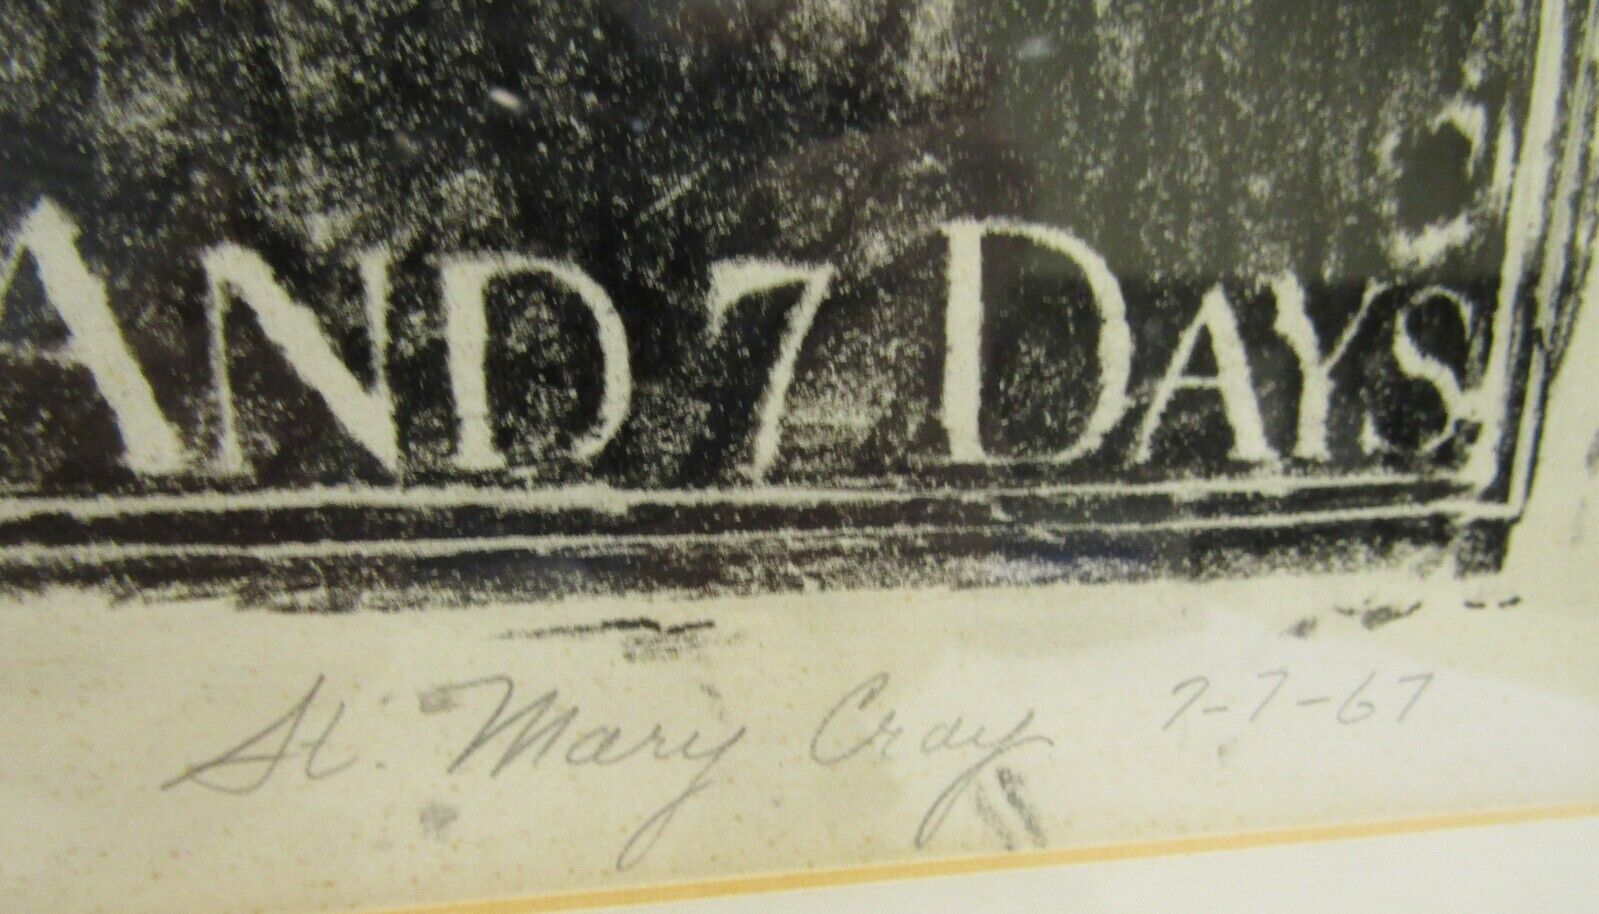 AND 7 DAYS
St. Mary Cray 7-7-67